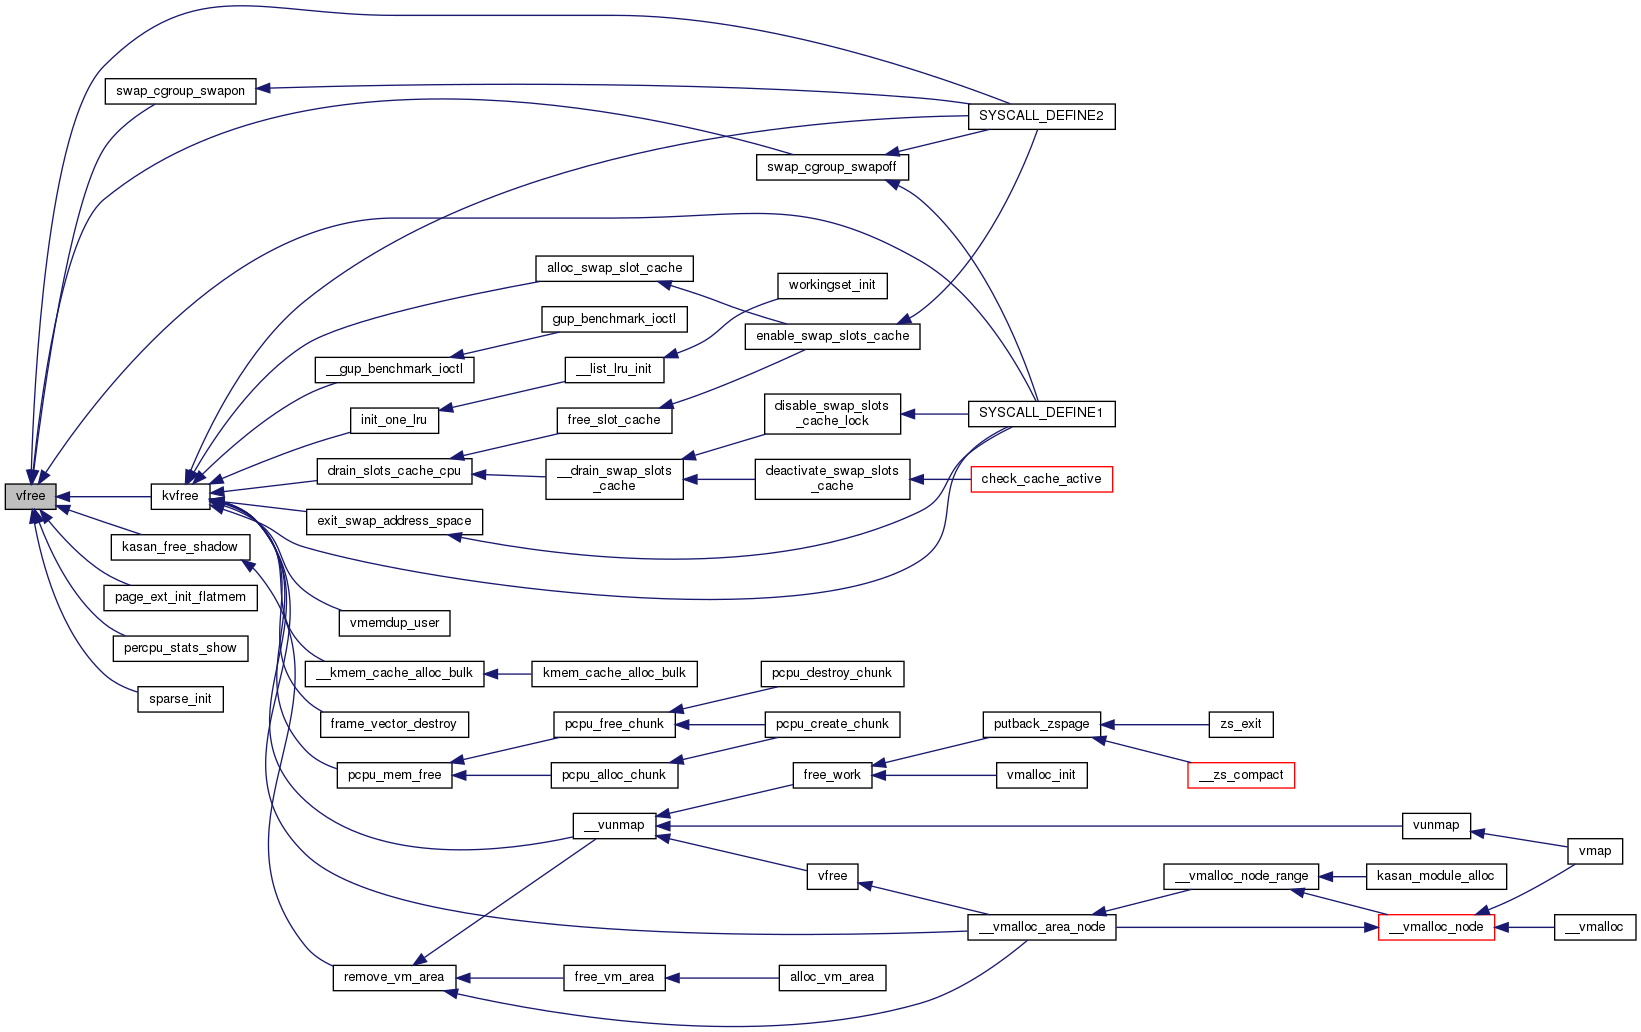 swap_cgroup_swapon
SYSCALL_DEFINE2
swap_cgroup_swapoff
alloc_swap_slot_cache
workingset_init
gup_benchmark_ioctl
enable_swap_slots_cache
__gup_benchmark_ioctl
__list_lru_init
init_one_lru
free_slot_cache
disable_swap_slots
_cache_lock
SYSCALL_DEFINE1
vfree
kvfree
drain_slots_cache_cpu
__drain_swap_slots
_cache
deactivate_swap_slots
_cache
check_cache_active
exit_swap_address_space
kasan_free_shadow
page_ext_init_flatmem
vmemdup_user
percpu_stats_show
__kmem_cache_alloc_bulk
kmem_cache_alloc_bulk
pcpu_destroy_chunk
sparse_init
frame_vector_destroy
pcpu_free_chunk
pcpu_create_chunk
putback_zspage
zs_exit
pcpu_mem_free
pcpu_alloc_chunk
free_work
vmalloc_init
__zs_compact
__vunmap
vunmap
vmap
vfree
__vmalloc_node_range
kasan_module_alloc
__vmalloc_area_node
__vmalloc_node
__vmalloc
remove_vm_area
free_vm_area
alloc_vm_area